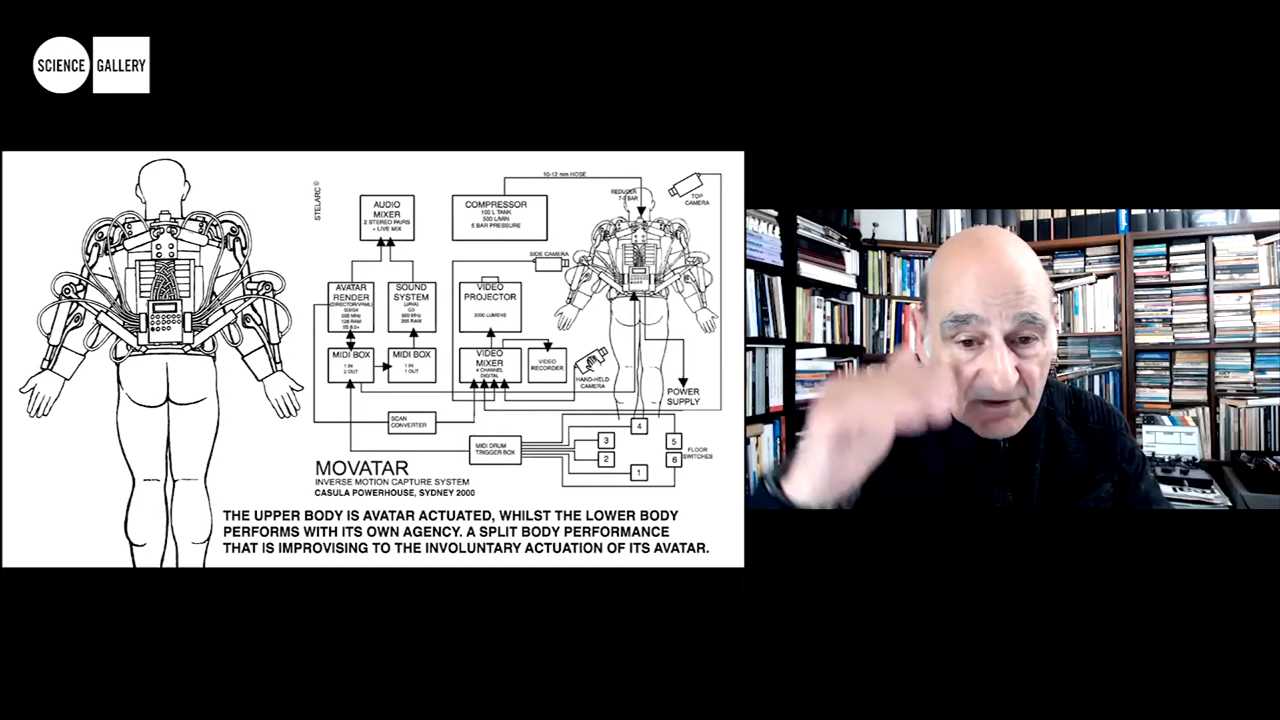 SCIENCE
GALLERY
STELARC ©
10-12 mm HOSE
TOP
CAMERA
REDUCER
AUDIO
MIXER
2 STEREO PAIRS
+ LIVE MIX
COMPRESSOR
100 L TANK
500 L/MIN
5 BAR PRESSURE
SIDE CAMERA
AVATAR
RENDER
SOUND
SYSTEM
VIDEO
PROJECTOR
MIDI BOX
1 IN
2 OUT
MIDI BOX
1 IN
1 OUT
VIDEO
MIXER
4 CHANNEL
DIGITAL
VIDEO
RECORDER
HAND-HELD
CAMERA
POWER
SUPPLY
SCAN
CONVERTER
MIDI DRUM
TRIGGER BOX
4
3
2
1
5
6
FLOOR
SWITCHES
MOVATAR
INVERSE MOTION CAPTURE SYSTEM
CASULA POWERHOUSE, SYDNEY 2000
THE UPPER BODY IS AVATAR ACTUATED, WHILST THE LOWER BODY
PERFORMS WITH ITS OWN AGENCY. A SPLIT BODY PERFORMANCE
THAT IS IMPROVISING TO THE INVOLUNTARY ACTUATION OF ITS AVATAR.